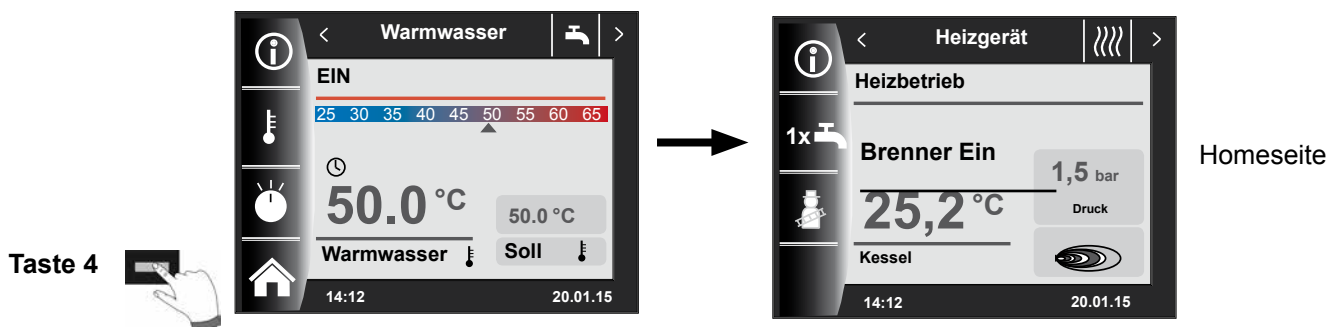 Taste 4
< Warmwasser >
EIN
25 30 35 40 45 50 55 60 65
50.0 °C
50.0 °C
Warmwasser
Soll
14:12 20.01.15
< Heizgerät >
Heizbetrieb
1x
Brenner Ein
1,5 bar
Druck
25,2 °C
Kessel
14:12 20.01.15
Homeseite